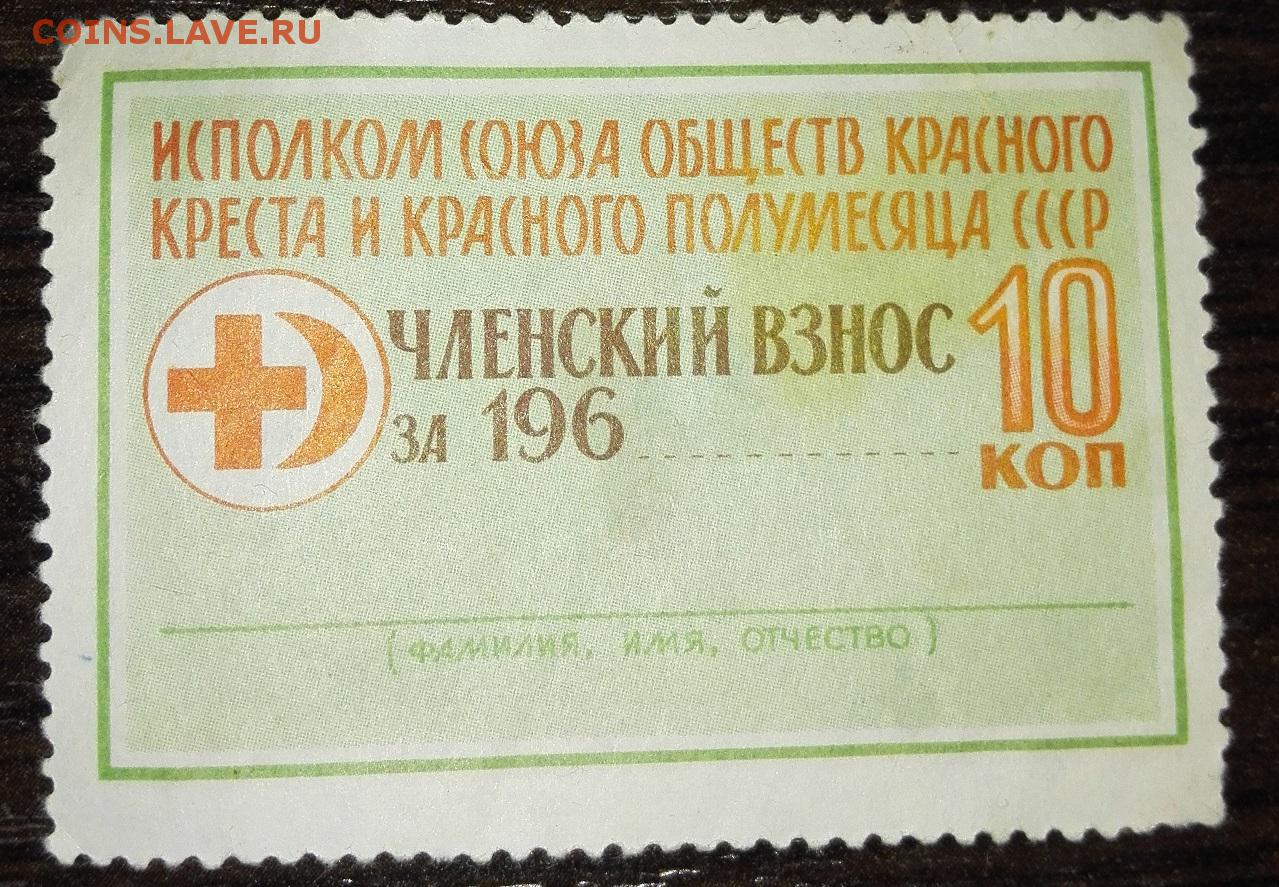 COINS.LAVE.RU
ИСПОЛКОМ СОЮЗА ОБЩЕСТВ КРАСНОГО
КРЕСТА И КРАСНОГО ПОЛУМЕСЯЦА СССР
ЧЛЕНСКИЙ ВЗНОС
ЗА 196
10
КОП
(ФАМИЛИЯ, ИМЯ, ОТЧЕСТВО)